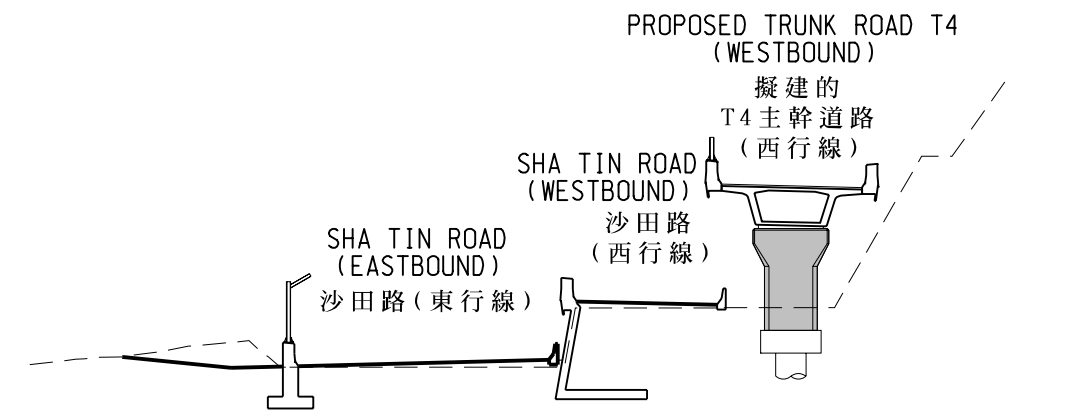 PROPOSED TRUNK ROAD T4
(WESTBOUND)
擬建的
T4主幹道路
(西行線)
SHA TIN ROAD
(WESTBOUND)
沙田路
(西行線)
SHA TIN ROAD
(EASTBOUND)
沙田路(東行線)